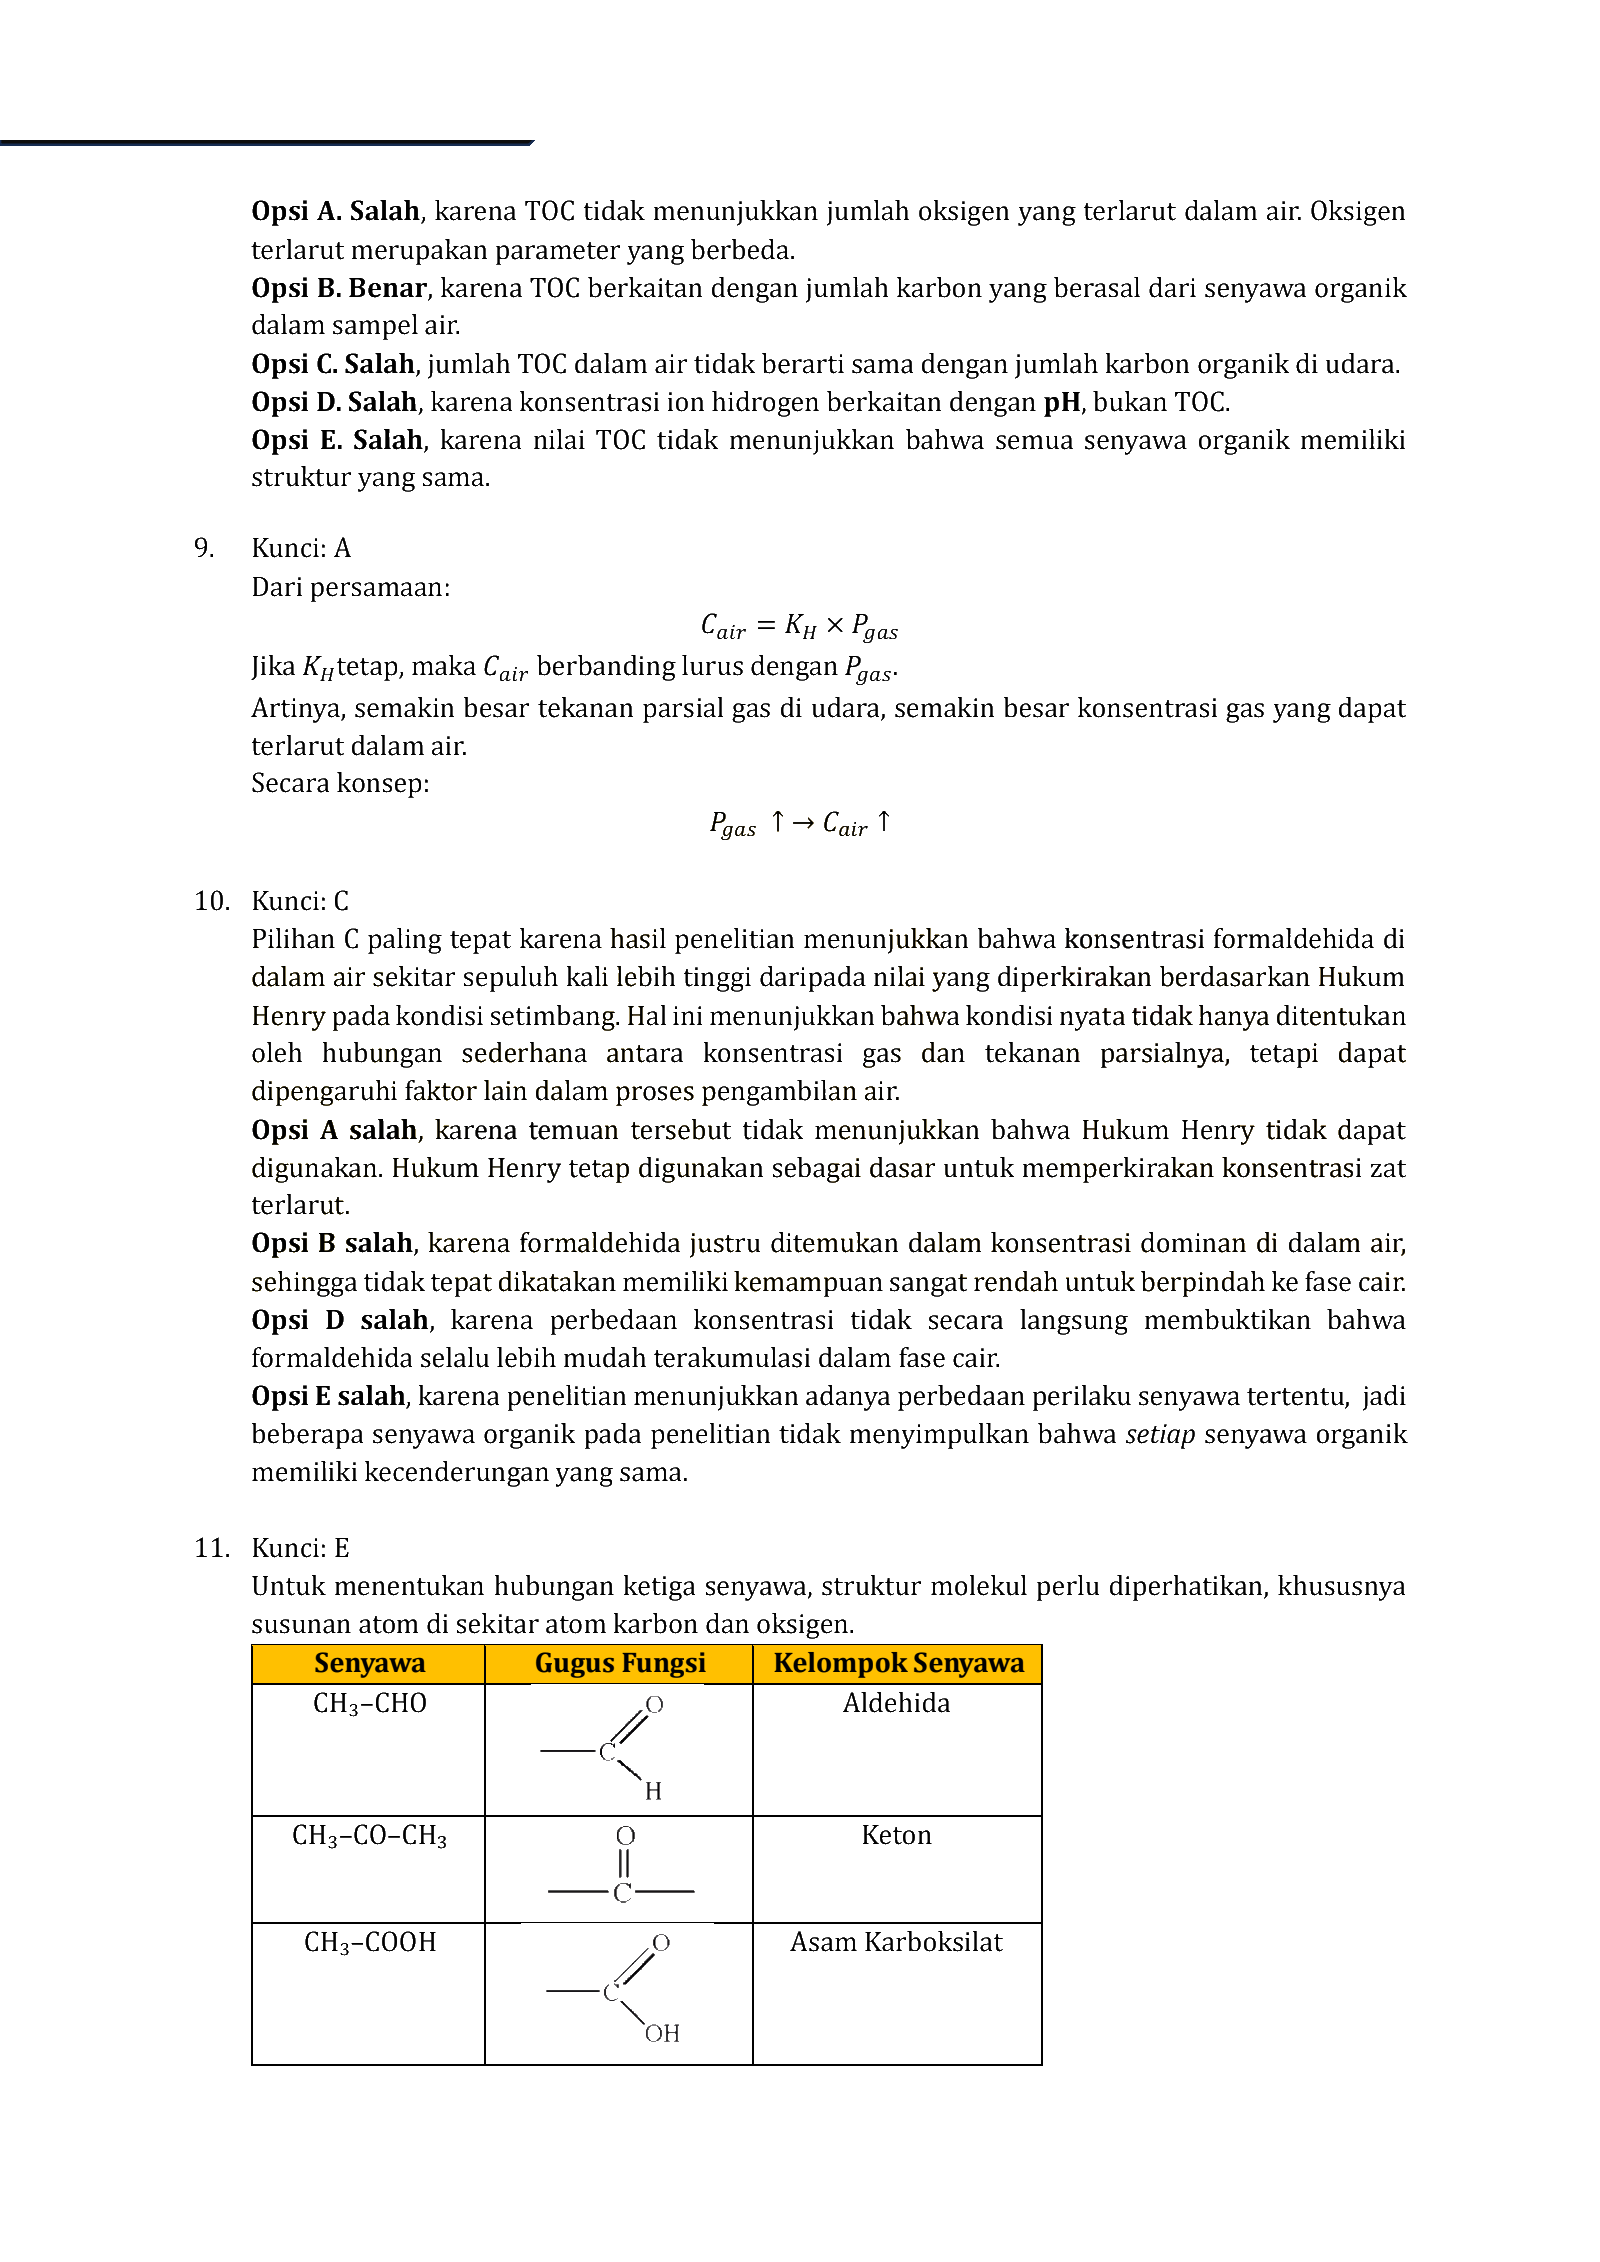 Opsi A. Salah, karena TOC tidak menunjukkan jumlah oksigen yang terlarut dalam air. Oksigen
terlarut merupakan parameter yang berbeda.
Opsi B. Benar, karena TOC berkaitan dengan jumlah karbon yang berasal dari senyawa organik
dalam sampel air.
Opsi C. Salah, jumlah TOC dalam air tidak berarti sama dengan jumlah karbon organik di udara.
Opsi D. Salah, karena konsentrasi ion hidrogen berkaitan dengan pH, bukan TOC.
Opsi E. Salah, karena nilai TOC tidak menunjukkan bahwa semua senyawa organik memiliki
struktur yang sama.
9. Kunci: A
Dari persamaan:
C_air = K_H × P_gas
Jika K_H tetap, maka C_air berbanding lurus dengan P_gas.
Artinya, semakin besar tekanan parsial gas di udara, semakin besar konsentrasi gas yang dapat
terlarut dalam air.
Secara konsep:
P_gas ↑→ C_air ↑
10. Kunci: C
Pilihan C paling tepat karena hasil penelitian menunjukkan bahwa konsentrasi formaldehida di
dalam air sekitar sepuluh kali lebih tinggi daripada nilai yang diperkirakan berdasarkan Hukum
Henry pada kondisi setimbang. Hal ini menunjukkan bahwa kondisi nyata tidak hanya ditentukan
oleh hubungan sederhana antara konsentrasi gas dan tekanan parsialnya, tetapi dapat
dipengaruhi faktor lain dalam proses pengambilan air.
Opsi A salah, karena temuan tersebut tidak menunjukkan bahwa Hukum Henry tidak dapat
digunakan. Hukum Henry tetap digunakan sebagai dasar untuk memperkirakan konsentrasi zat
terlarut.
Opsi B salah, karena formaldehida justru ditemukan dalam konsentrasi dominan di dalam air,
sehingga tidak tepat dikatakan memiliki kemampuan sangat rendah untuk berpindah ke fase cair.
Opsi D salah, karena perbedaan konsentrasi tidak secara langsung membuktikan bahwa
formaldehida selalu lebih mudah terakumulasi dalam fase cair.
Opsi E salah, karena penelitian menunjukkan adanya perbedaan perilaku senyawa tertentu, jadi
beberapa senyawa organik pada penelitian tidak menyimpulkan bahwa setiap senyawa organik
memiliki kecenderungan yang sama.
11. Kunci: E
Untuk menentukan hubungan ketiga senyawa, struktur molekul perlu diperhatikan, khususnya
susunan atom di sekitar atom karbon dan oksigen.
Senyawa Gugus Fungsi Kelompok Senyawa
CH₃–CHO O Aldehida
C
H
CH₃–CO–CH₃ O Keton
C
CH₃–COOH O Asam Karboksilat
C
OH